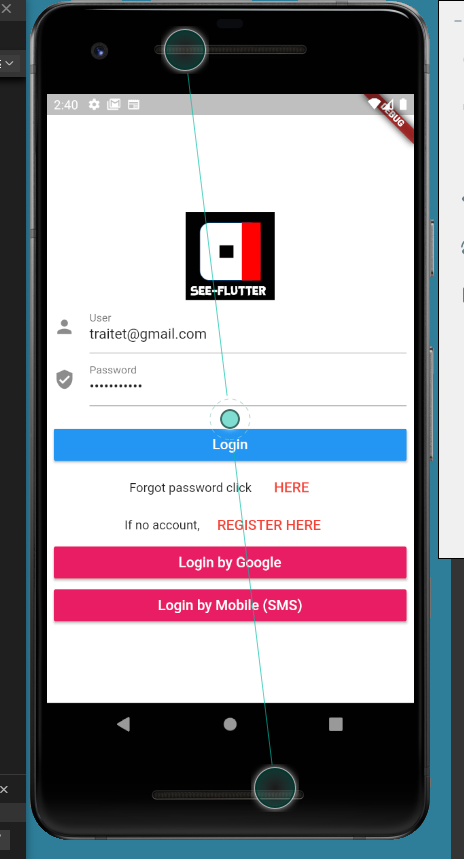 2:40
DEBUG
SEE-FLUTTER
User
traitet@gmail.com
Password
•••••••••••
Login
Forgot password click HERE
If no account, REGISTER HERE
Login by Google
Login by Mobile (SMS)